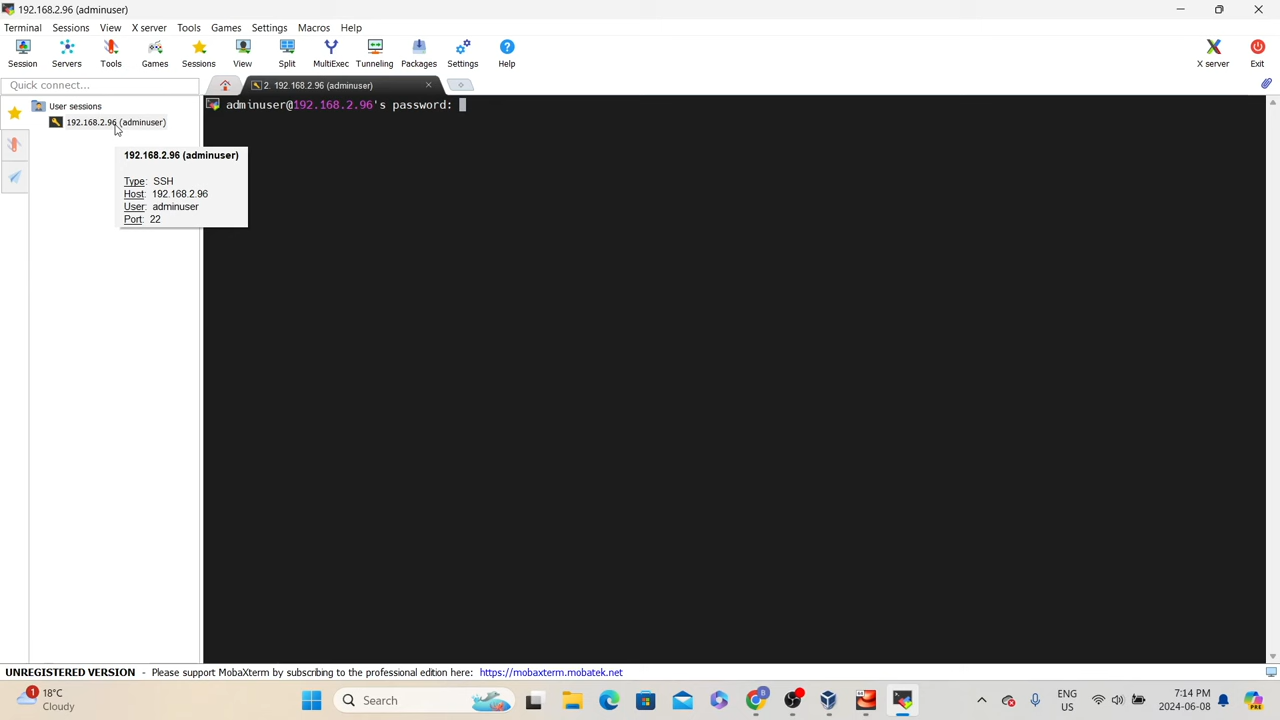 192.168.2.96 (adminuser)
Terminal Sessions View X server Tools Games Settings Macros Help
Session Servers Tools Games Sessions View Split MultiExec Tunneling Packages Settings Help X server Exit
Quick connect...
2. 192.168.2.96 (adminuser)
User sessions
adminuser@192.168.2.96's password:
192.168.2.96 (adminuser)
192.168.2.96 (adminuser)
Type: SSH
Host: 192.168.2.96
User: adminuser
Port: 22
UNREGISTERED VERSION - Please support MobaXterm by subscribing to the professional edition here: https://mobaxterm.mobatek.net
1
18°C
Cloudy
Search
ENG
US
7:14 PM
2024-06-08